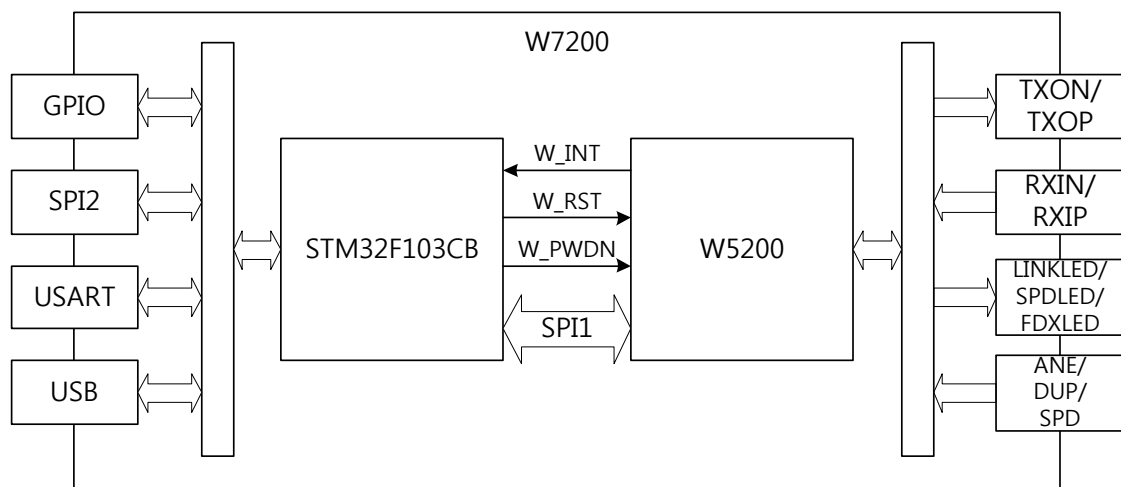 W7200
GPIO
SPI2
USART
USB
STM32F103CB
W_INT
W_RST
W_PWDN
SPI1
W5200
TXON/
TXOP
RXIN/
RXIP
LINKLED/
SPDLED/
FDXLED
ANE/
DUP/
SPD